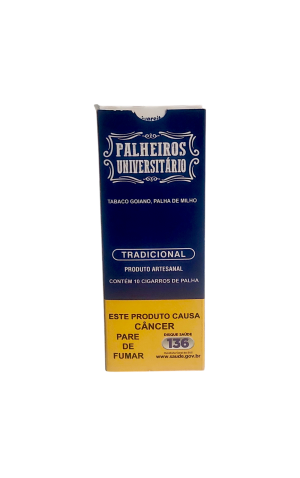 PALHEIROS
UNIVERSITÁRIO
TABACO GOIANO, PALHA DE MILHO
TRADICIONAL
PRODUTO ARTESANAL
CONTÉM 10 CIGARROS DE PALHA
ESTE PRODUTO CAUSA
CÂNCER
PARE
DE
FUMAR
DISQUE SAÚDE
136
www.saude.gov.br